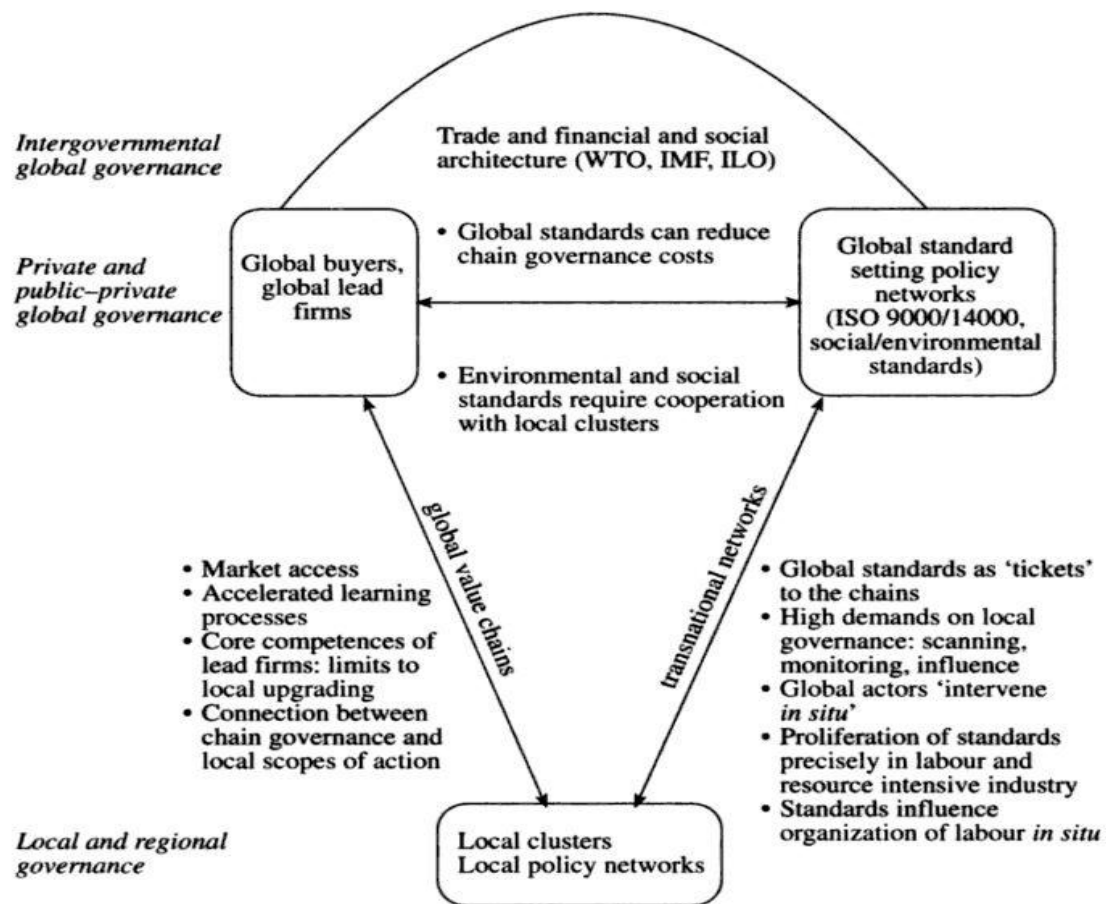 Intergovernmental
global governance
Trade and financial and social
architecture (WTO, IMF, ILO)
Private and
public–private
global governance
Global buyers,
global lead
firms
• Global standards can reduce
chain governance costs
• Environmental and social
standards require cooperation
with local clusters
Global standard
setting policy
networks
(ISO 9000/14000,
social/environmental
standards)
global value chains
transnational networks
• Market access
• Accelerated learning
processes
• Core competences of
lead firms: limits to
local upgrading
• Connection between
chain governance and
local scopes of action
• Global standards as ‘tickets’
to the chains
• High demands on local
governance: scanning,
monitoring, influence
• Global actors ‘intervene
in situ’
• Proliferation of standards
precisely in labour and
resource intensive industry
• Standards influence
organization of labour in situ
Local and regional
governance
Local clusters
Local policy networks